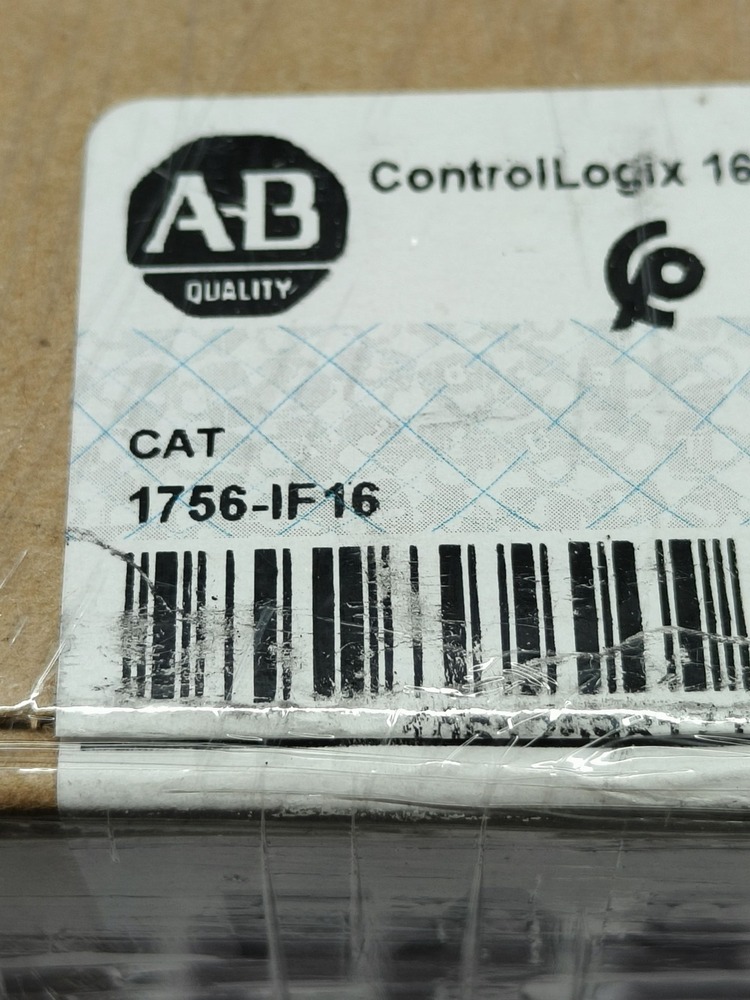 A-B
QUALITY
ControlLogix 16
CAT
1756-IF16